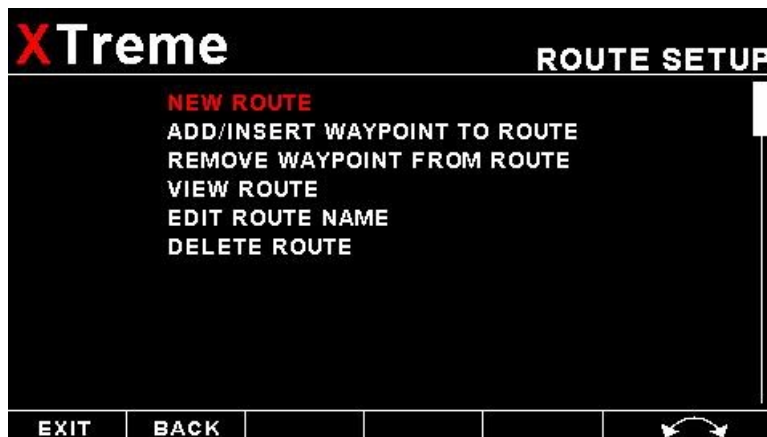 XTreme
ROUTE SETUP
NEW ROUTE
ADD/INSERT WAYPOINT TO ROUTE
REMOVE WAYPOINT FROM ROUTE
VIEW ROUTE
EDIT ROUTE NAME
DELETE ROUTE
EXIT BACK